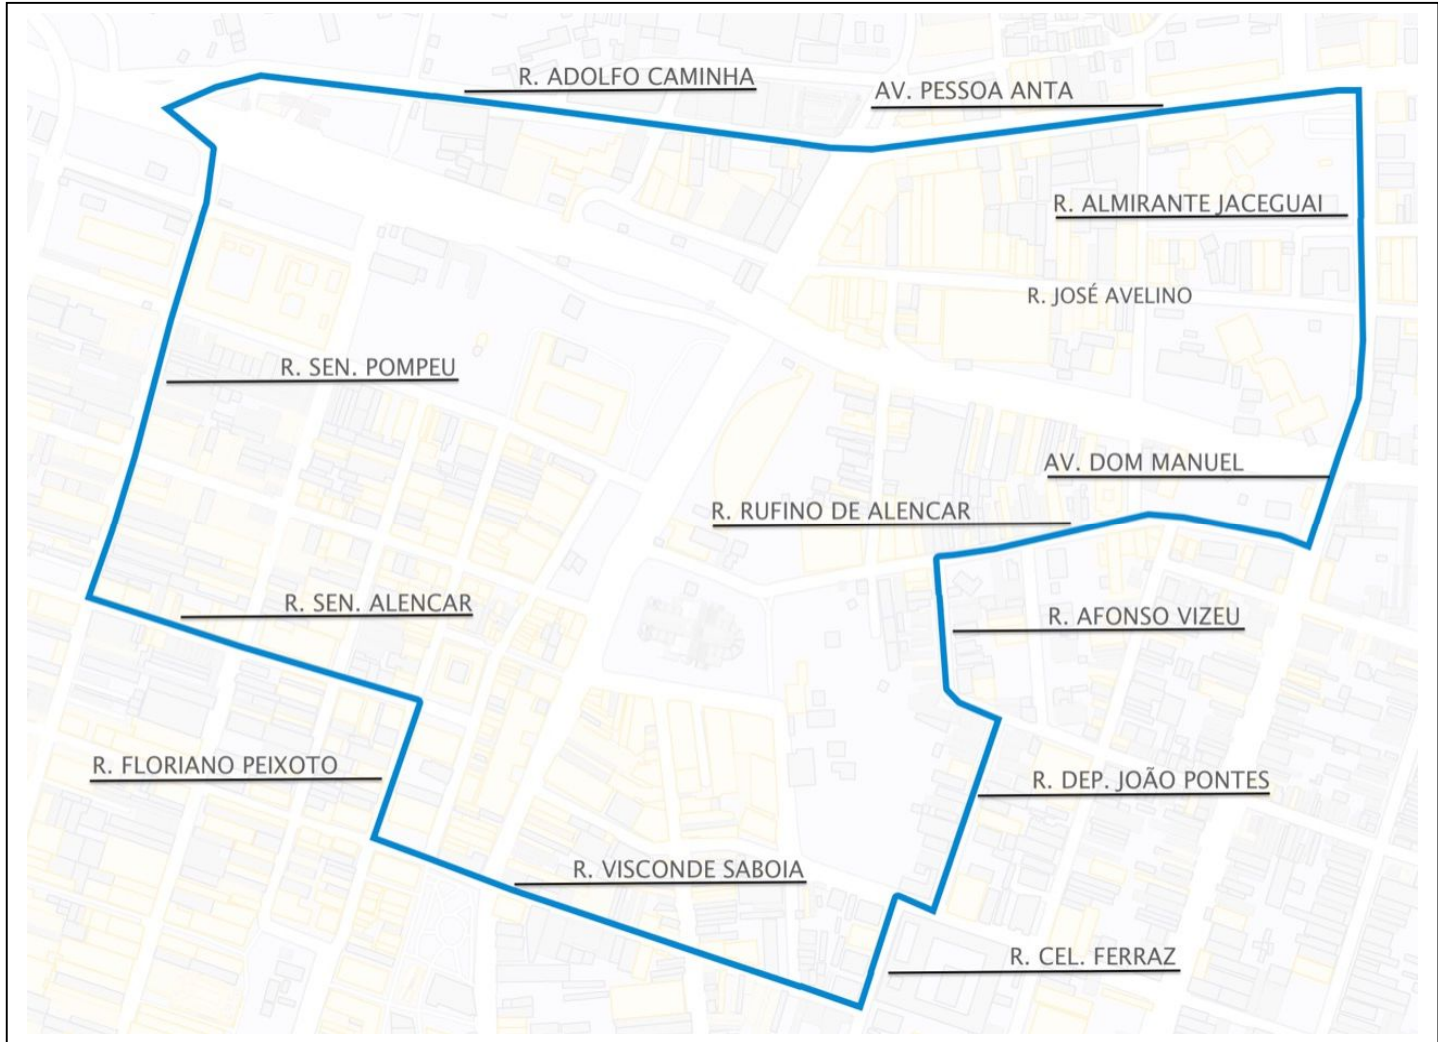 R. ADOLFO CAMINHA
AV. PESSOA ANTA
R. ALMIRANTE JACEGUAI
R. JOSÉ AVELINO
R. SEN. POMPEU
AV. DOM MANUEL
R. RUFINO DE ALENCAR
R. SEN. ALENCAR
R. AFONSO VIZEU
R. FLORIANO PEIXOTO
R. DEP. JOÃO PONTES
R. VISCONDE SABOIA
R. CEL. FERRAZ